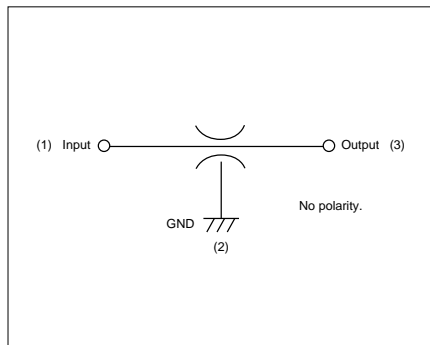 (1) Input Output (3)
No polarity.
GND
(2)